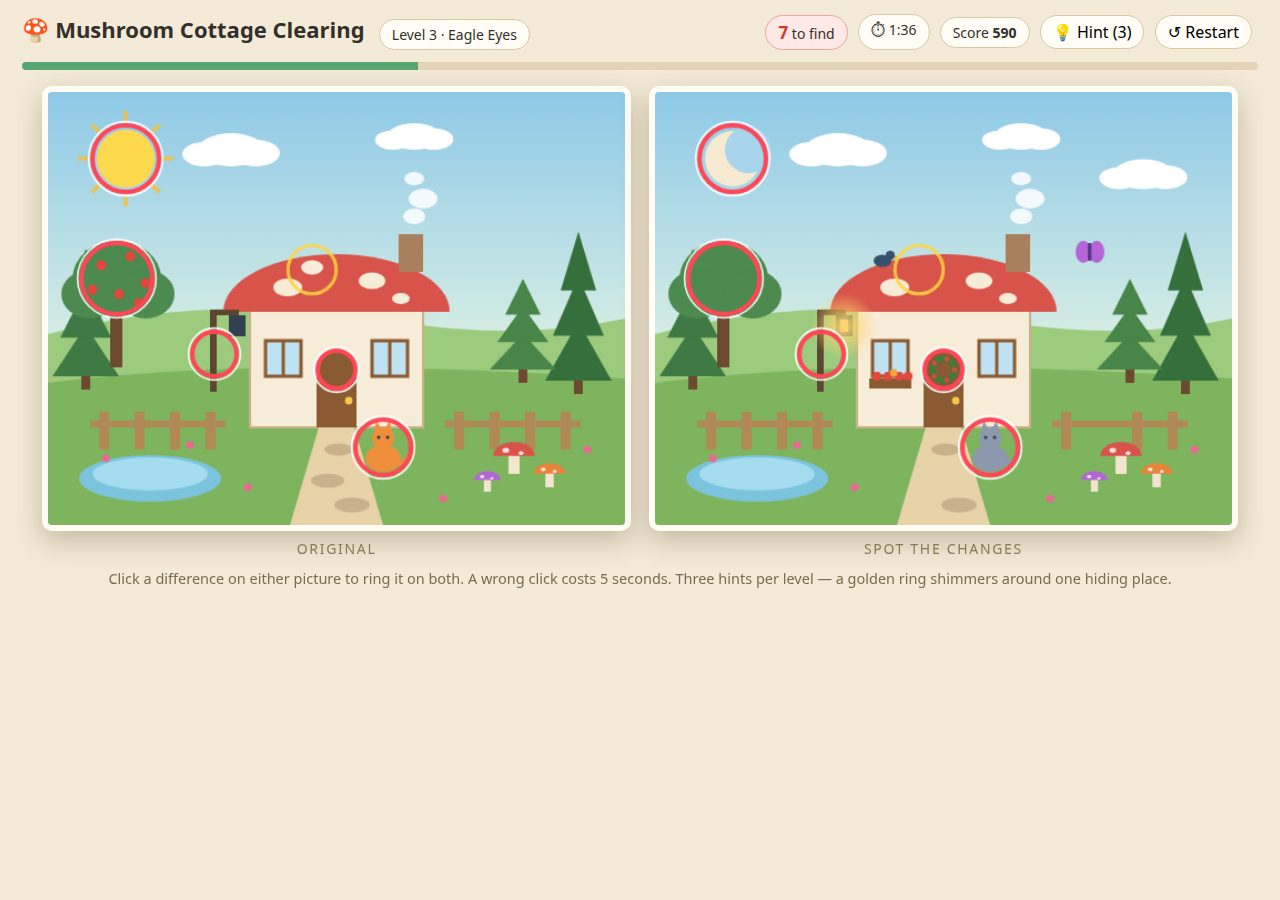 🍄 Mushroom Cottage Clearing Level 3 · Eagle Eyes 7 to find ⏱ 1:36 Score 590 💡 Hint (3) ↺ Restart
ORIGINAL SPOT THE CHANGES
Click a difference on either picture to ring it on both. A wrong click costs 5 seconds. Three hints per level — a golden ring shimmers around one hiding place.